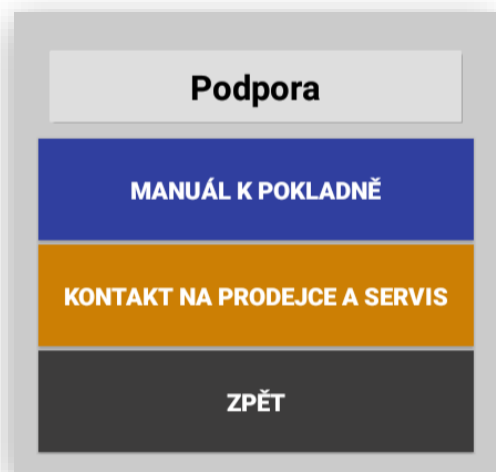 Podpora
MANUÁL K POKLADNĚ
KONTAKT NA PRODEJCE A SERVIS
ZPĚT